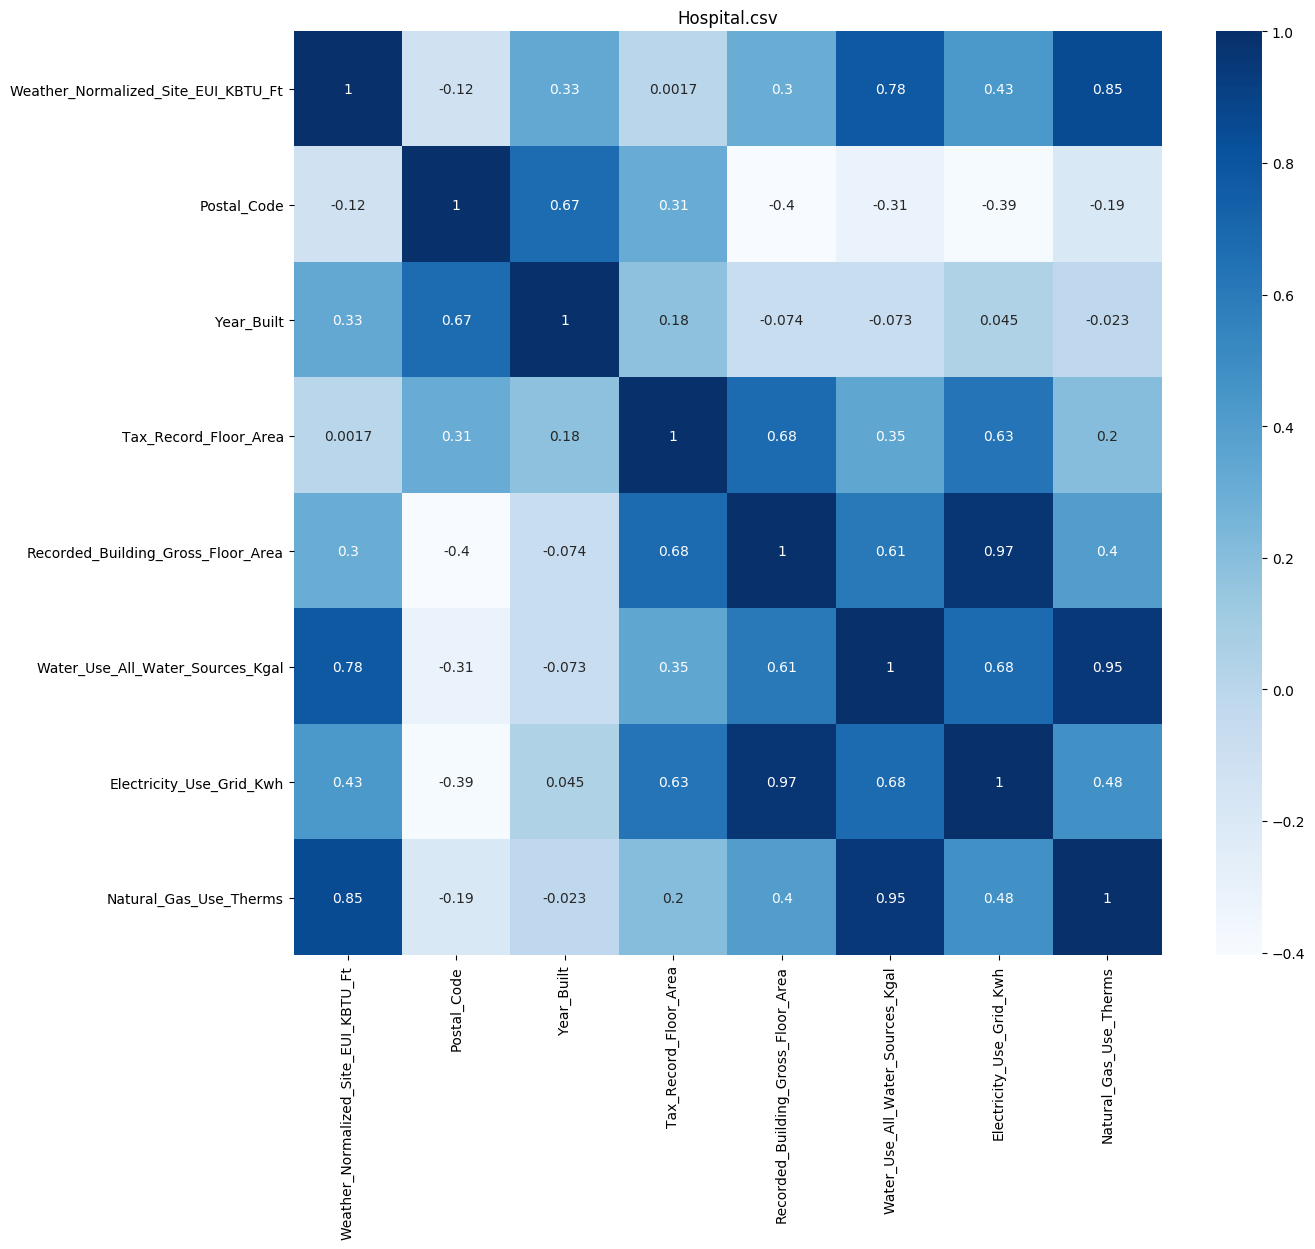 Hospital.csv
Weather_Normalized_Site_EUI_KBTU_Ft 1 -0.12 0.33 0.0017 0.3 0.78 0.43 0.85
Postal_Code -0.12 1 0.67 0.31 -0.4 -0.31 -0.39 -0.19
Year_Built 0.33 0.67 1 0.18 -0.074 -0.073 0.045 -0.023
Tax_Record_Floor_Area 0.0017 0.31 0.18 1 0.68 0.35 0.63 0.2
Recorded_Building_Gross_Floor_Area 0.3 -0.4 -0.074 0.68 1 0.61 0.97 0.4
Water_Use_All_Water_Sources_Kgal 0.78 -0.31 -0.073 0.35 0.61 1 0.68 0.95
Electricity_Use_Grid_Kwh 0.43 -0.39 0.045 0.63 0.97 0.68 1 0.48
Natural_Gas_Use_Therms 0.85 -0.19 -0.023 0.2 0.4 0.95 0.48 1
Weather_Normalized_Site_EUI_KBTU_Ft
Postal_Code
Year_Built
Tax_Record_Floor_Area
Recorded_Building_Gross_Floor_Area
Water_Use_All_Water_Sources_Kgal
Electricity_Use_Grid_Kwh
Natural_Gas_Use_Therms
1.0
0.8
0.6
0.4
0.2
0.0
−0.2
−0.4